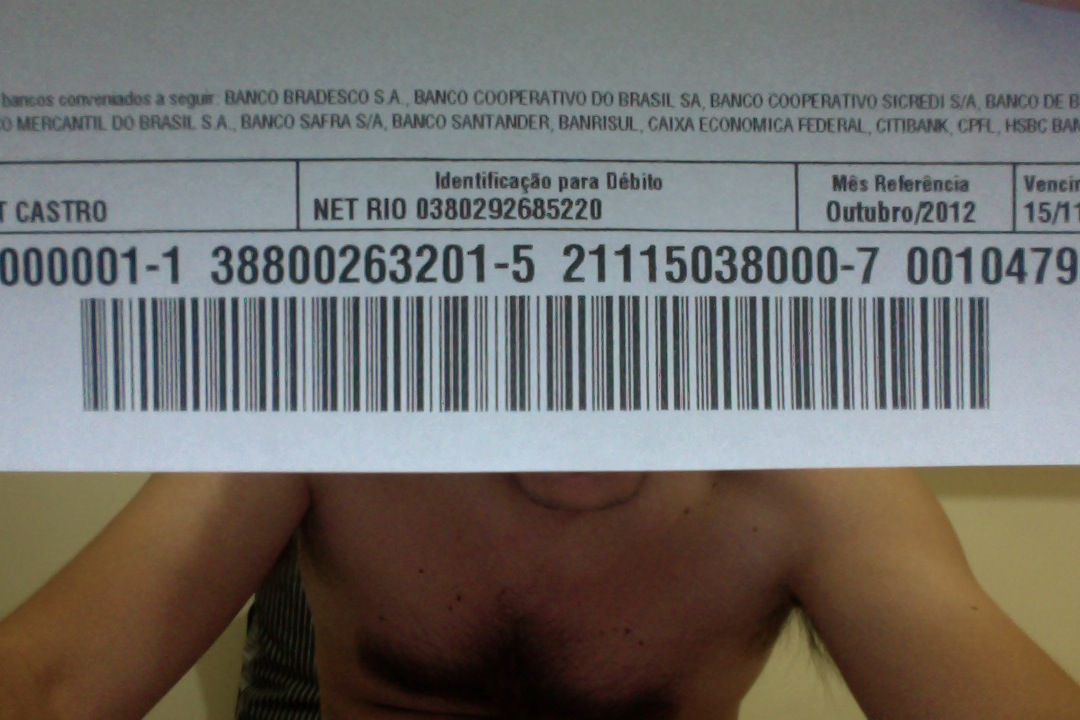 bancos conveniados a seguir: BANCO BRADESCO S.A., BANCO COOPERATIVO DO BRASIL SA, BANCO COOPERATIVO SICREDI S/A, BANCO DE B
O MERCANTIL DO BRASIL S.A., BANCO SAFRA S/A, BANCO SANTANDER, BANRISUL, CAIXA ECONOMICA FEDERAL, CITIBANK, CPFL, HSBC BAN
Identificação para Débito Mês Referência Vencim
T CASTRO NET RIO 0380292685220 Outubro/2012 15/11
000001-1 38800263201-5 21115038000-7 0010479